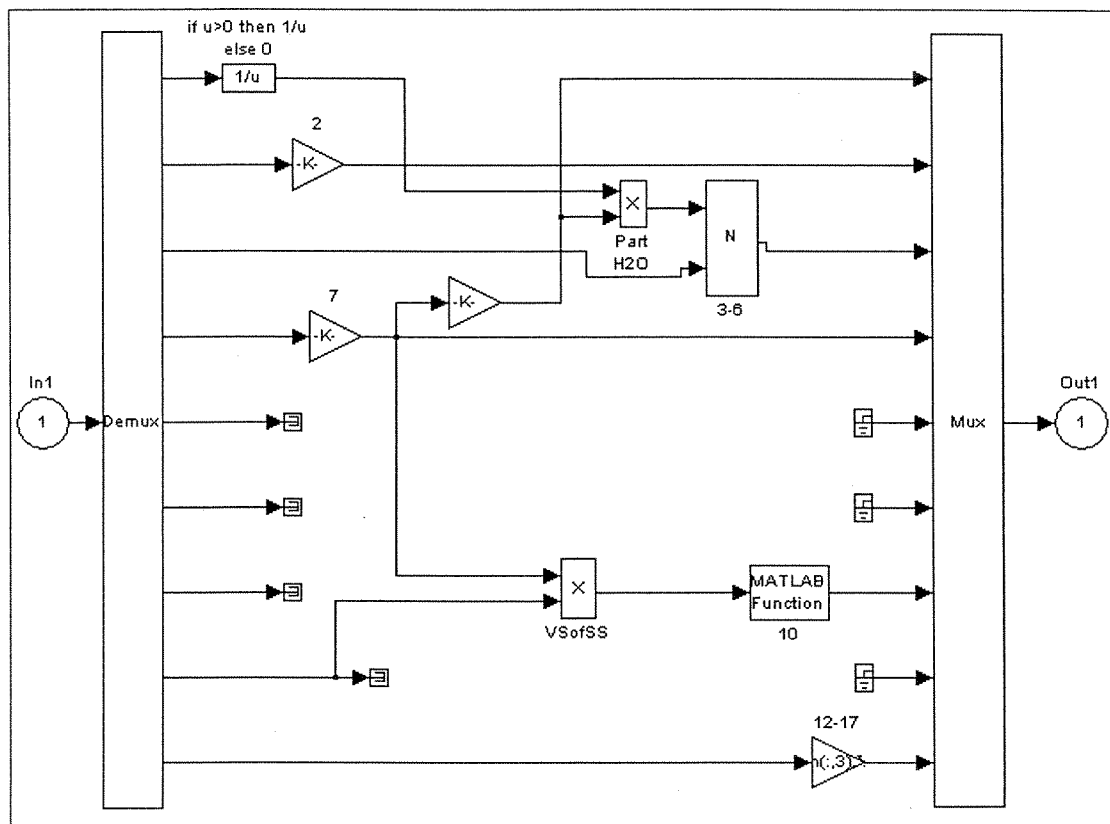 if u>0 then 1/u
else 0
1/u
2
-K-
X
Part
H2O
N
3-6
-K-
7
-K-
In1
1
Demux
Mux
Out1
1
X
VSofSS
MATLAB
Function
10
12-17